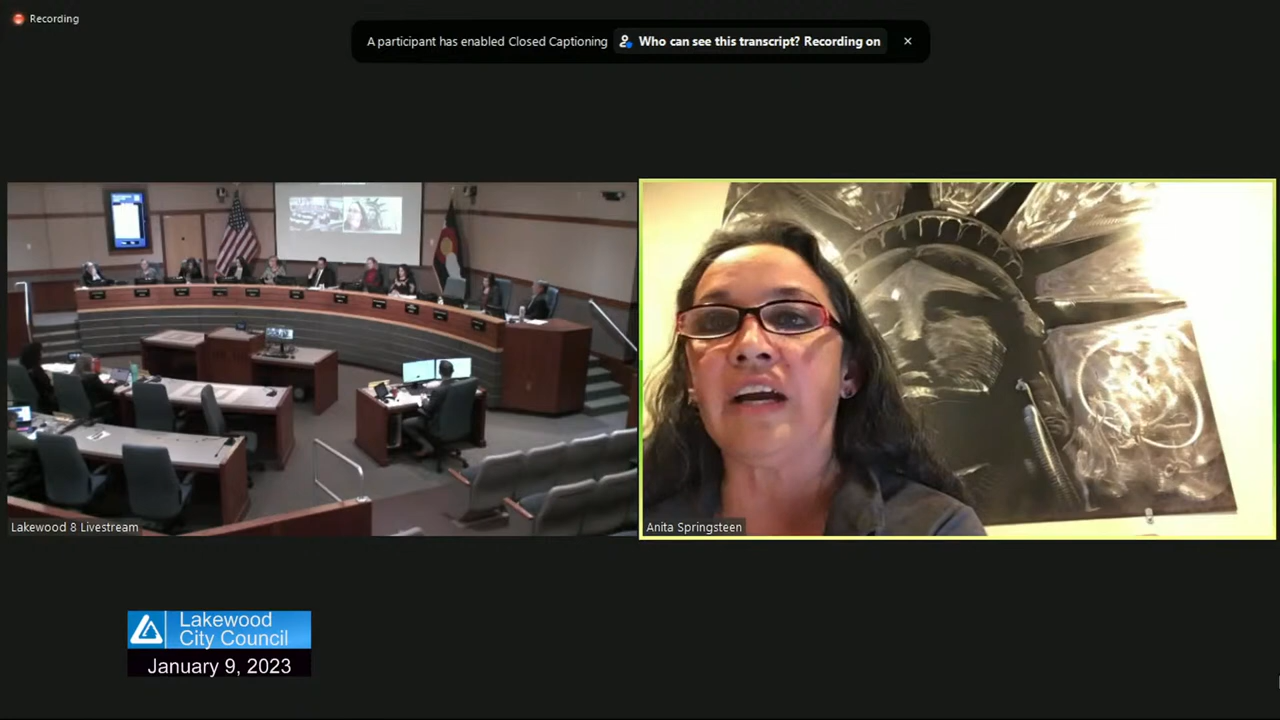 Recording
A participant has enabled Closed Captioning Who can see this transcript? Recording on
Lakewood 8 Livestream
Anita Springsteen
Lakewood
City Council
January 9, 2023